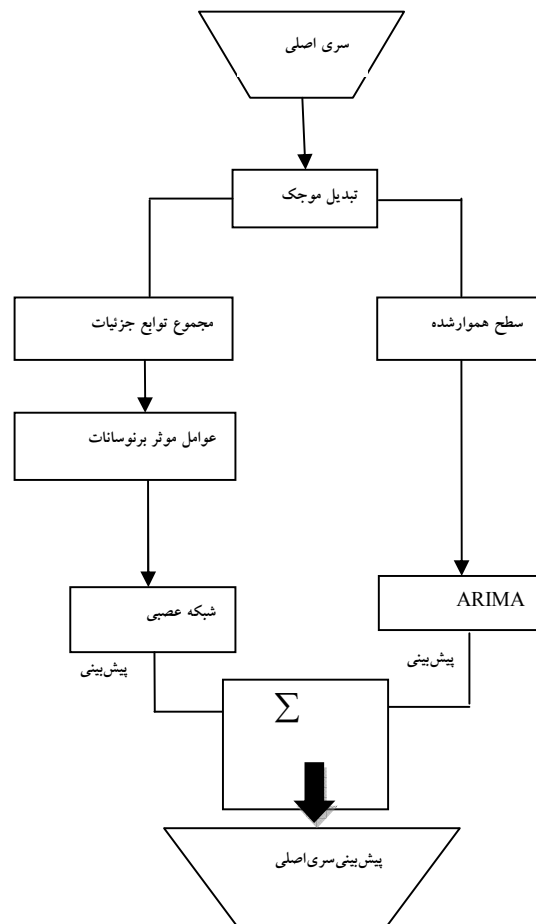 سری اصلی
تبدیل موجک
سطح هموارشده
مجموع توابع جزئیات
عوامل موثر برنوسانات
ARIMA
شبکه عصبی
پیش‌بینی
پیش‌بینی
∑
پیش‌بینی‌سری‌اصلی